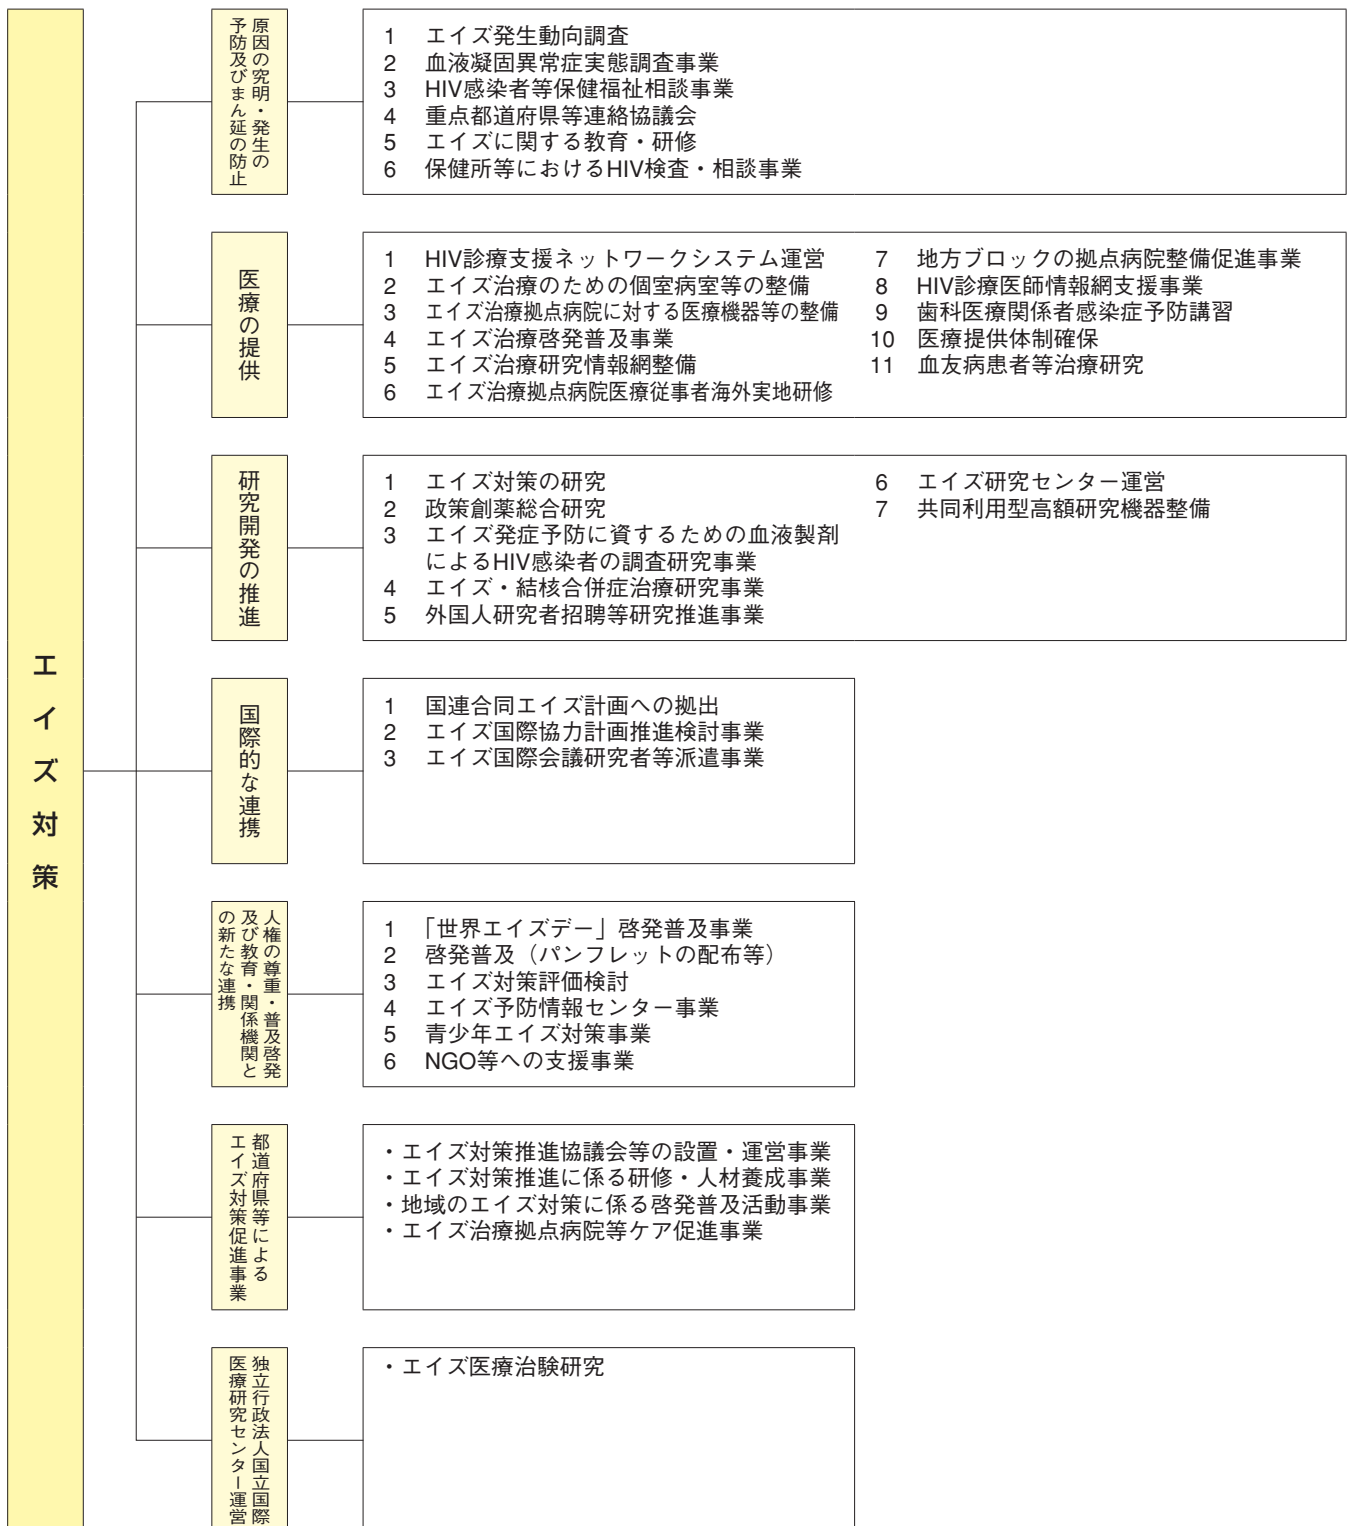 エイズ対策
原因の究明・発生の
予防及びまん延の防止
1 エイズ発生動向調査
2 血液凝固異常症実態調査事業
3 HIV感染者等保健福祉相談事業
4 重点都道府県等連絡協議会
5 エイズに関する教育・研修
6 保健所等におけるHIV検査・相談事業
医療の提供
1 HIV診療支援ネットワークシステム運営
2 エイズ治療のための個室病室等の整備
3 エイズ治療拠点病院に対する医療機器等の整備
4 エイズ治療啓発普及事業
5 エイズ治療研究情報網整備
6 エイズ治療拠点病院医療従事者海外実地研修
7 地方ブロックの拠点病院整備促進事業
8 HIV診療医師情報網支援事業
9 歯科医療関係者感染症予防講習
10 医療提供体制確保
11 血友病患者等治療研究
研究開発の推進
1 エイズ対策の研究
2 政策創薬総合研究
3 エイズ発症予防に資するための血液製剤
によるHIV感染者の調査研究事業
4 エイズ・結核合併症治療研究事業
5 外国人研究者招聘等研究推進事業
6 エイズ研究センター運営
7 共同利用型高額研究機器整備
国際的な連携
1 国連合同エイズ計画への拠出
2 エイズ国際協力計画推進検討事業
3 エイズ国際会議研究者等派遣事業
人権の尊重・普及啓発
及び教育・関係機関と
の新たな連携
1 「世界エイズデー」啓発普及事業
2 啓発普及（パンフレットの配布等）
3 エイズ対策評価検討
4 エイズ予防情報センター事業
5 青少年エイズ対策事業
6 NGO等への支援事業
都道府県等による
エイズ対策促進事業
・エイズ対策推進協議会等の設置・運営事業
・エイズ対策推進に係る研修・人材養成事業
・地域のエイズ対策に係る啓発普及活動事業
・エイズ治療拠点病院等ケア促進事業
独立行政法人国立国際
医療研究センター運営
・エイズ医療治験研究